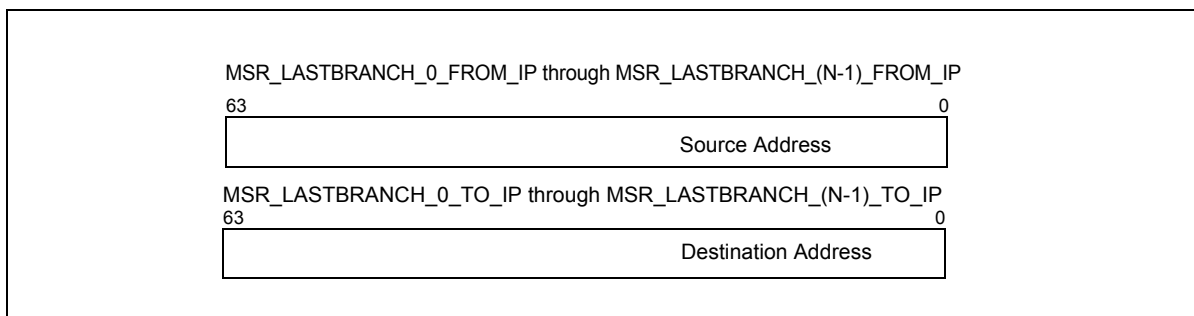 MSR_LASTBRANCH_0_FROM_IP through MSR_LASTBRANCH_(N-1)_FROM_IP
63 0
Source Address
MSR_LASTBRANCH_0_TO_IP through MSR_LASTBRANCH_(N-1)_TO_IP
63 0
Destination Address